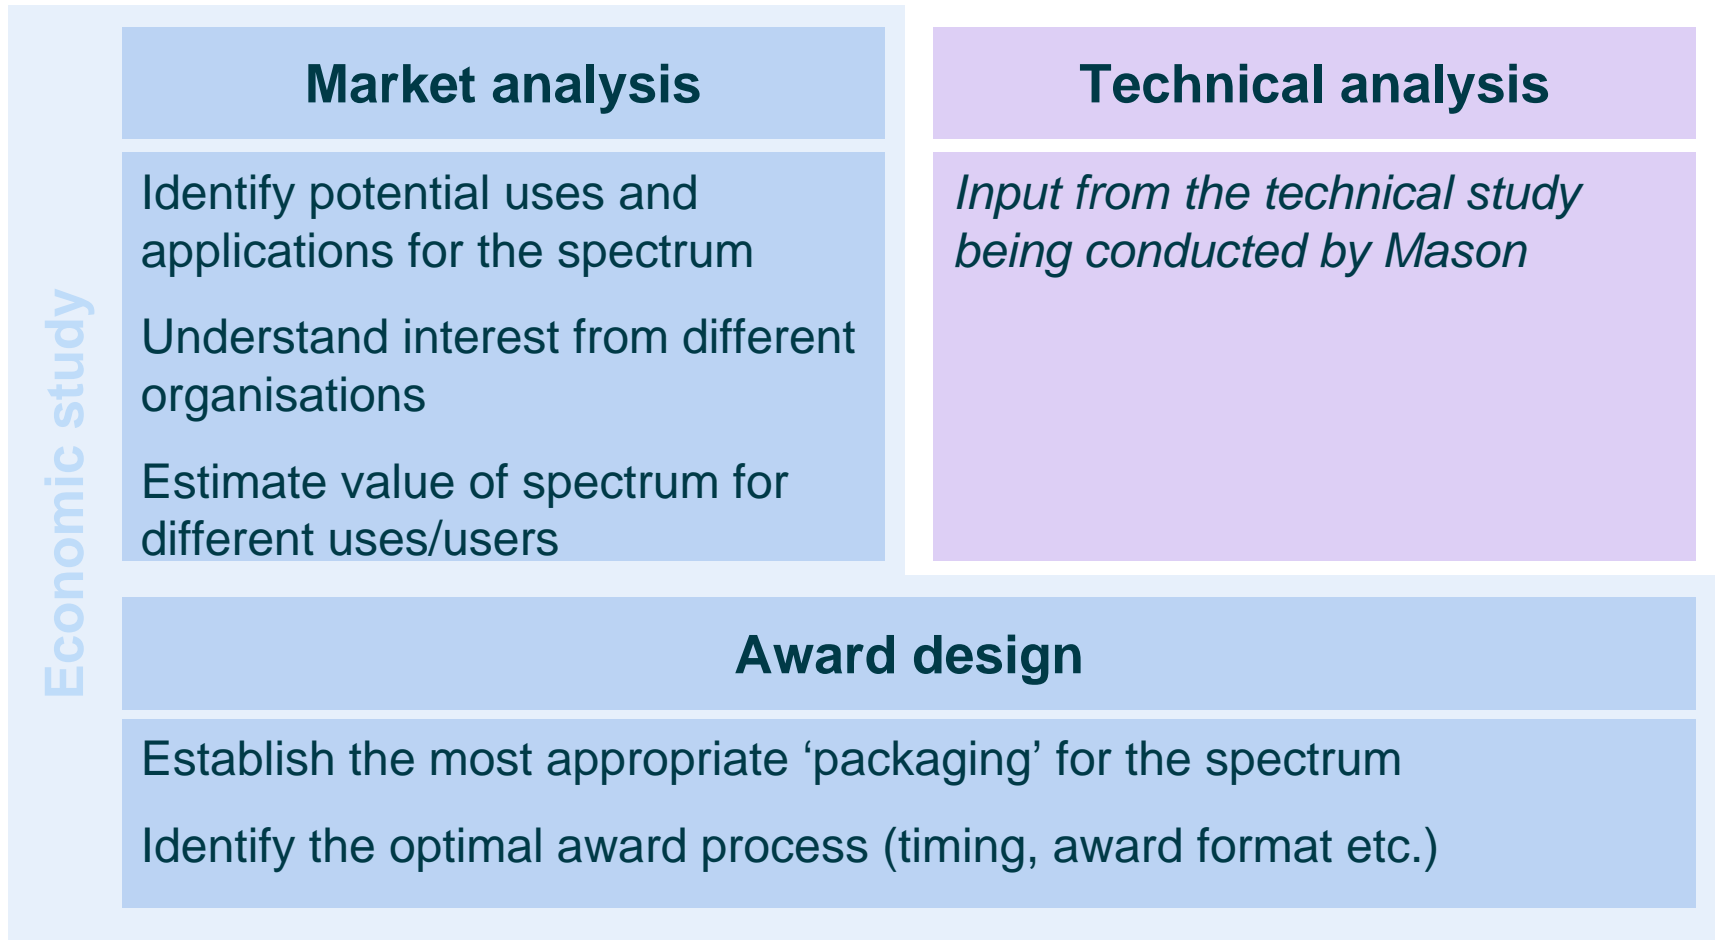 Economic study
Market analysis
Identify potential uses and
applications for the spectrum
Understand interest from different
organisations
Estimate value of spectrum for
different uses/users
Technical analysis
Input from the technical study
being conducted by Mason
Award design
Establish the most appropriate ‘packaging’ for the spectrum
Identify the optimal award process (timing, award format etc.)